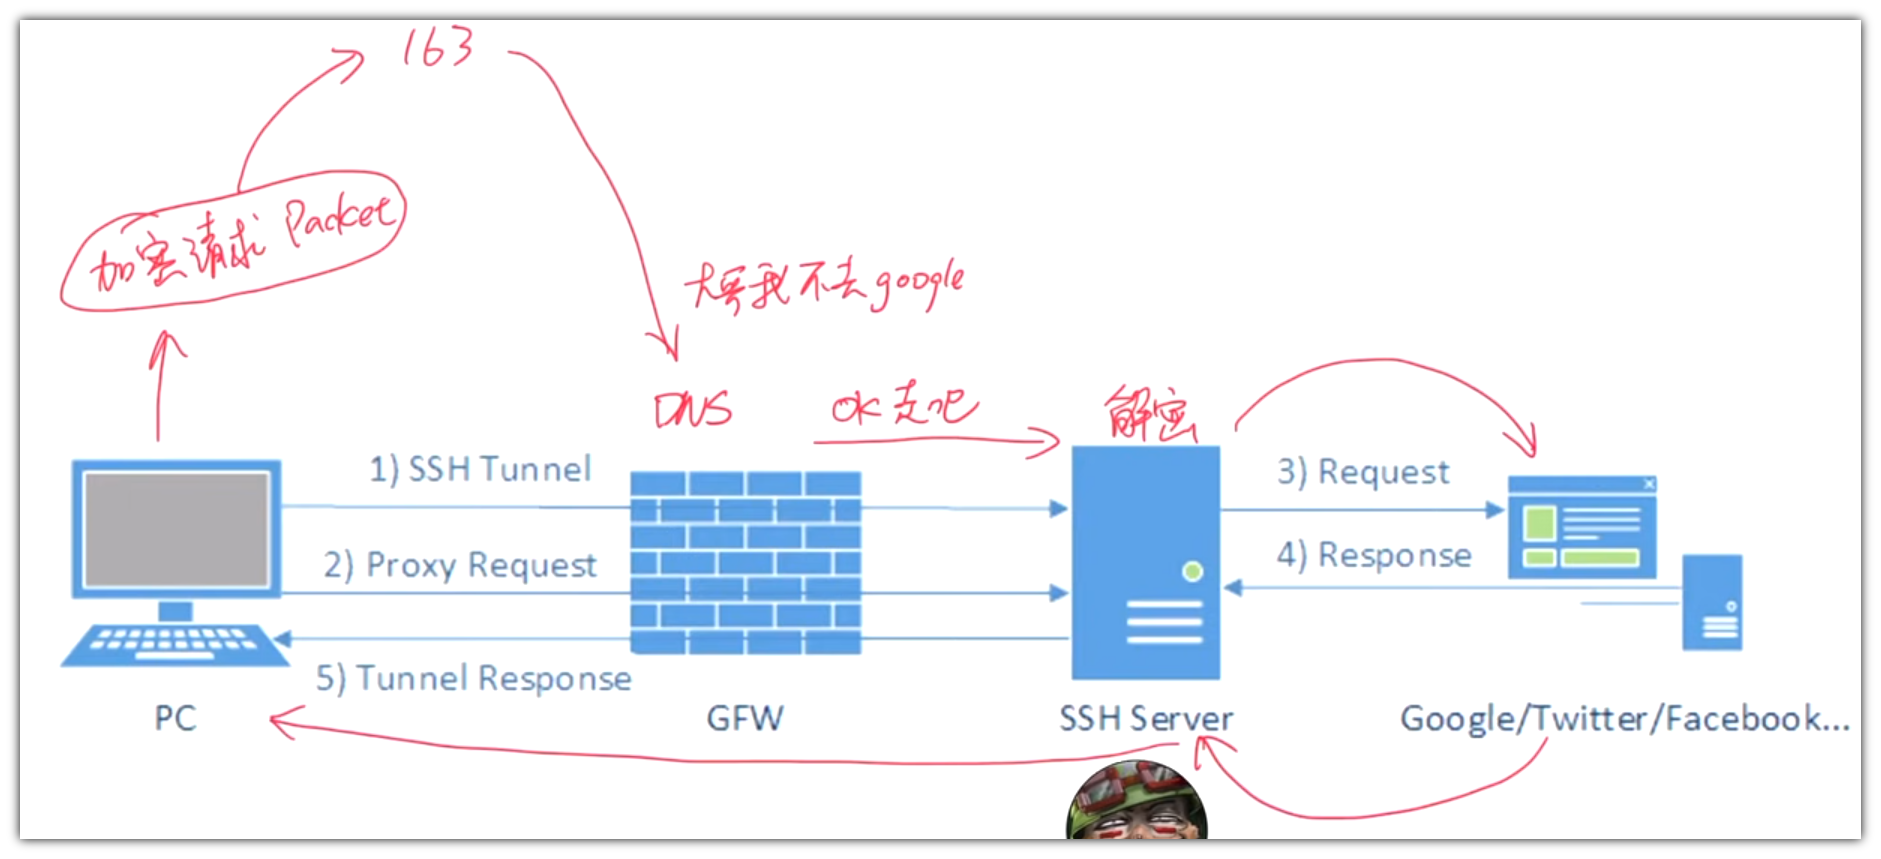 163
加密请求 Packet
大哥我不去google
DNS
OK 走吧
解密
1) SSH Tunnel
3) Request
2) Proxy Request
4) Response
5) Tunnel Response
PC
GFW
SSH Server
Google/Twitter/Facebook...